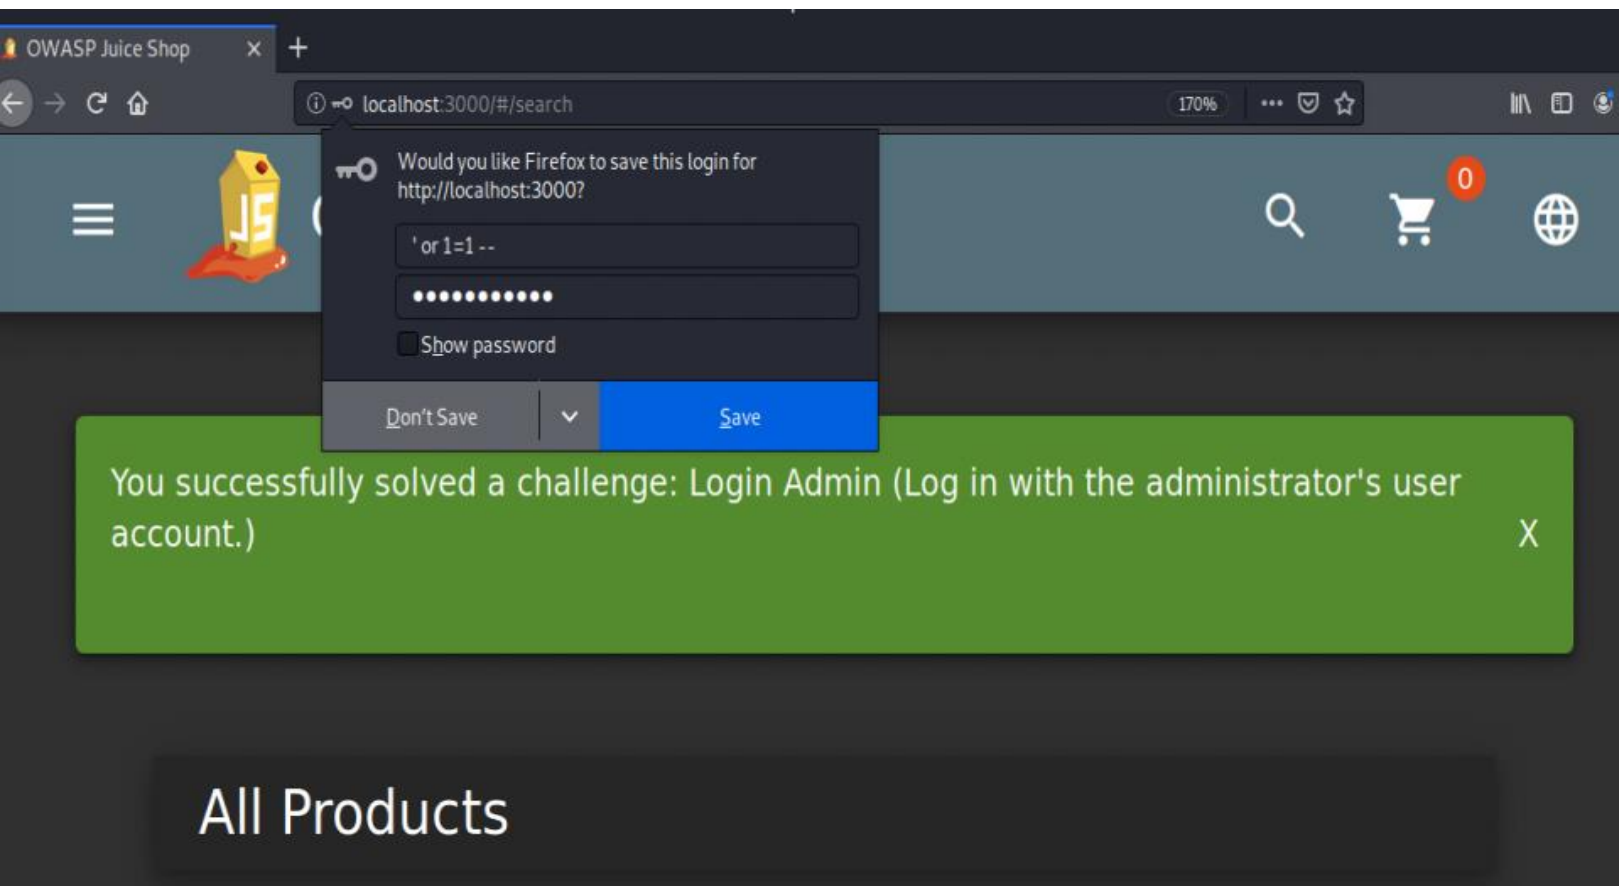 OWASP Juice Shop
localhost:3000/#/search
170%
Would you like Firefox to save this login for
http://localhost:3000?
' or 1=1 --
Show password
Don't Save
Save
JS
0
You successfully solved a challenge: Login Admin (Log in with the administrator's user
account.)
X
All Products